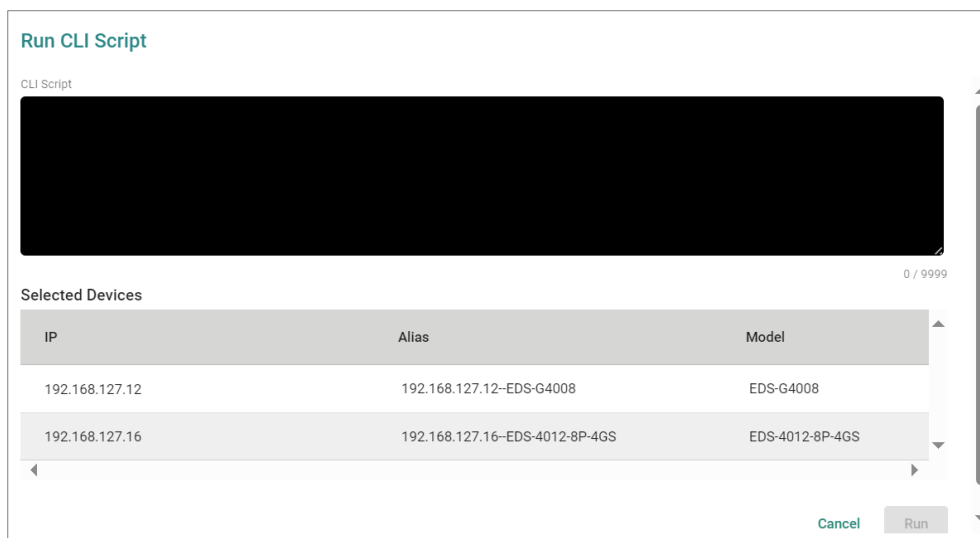 Run CLI Script
CLI Script
0 / 9999
Selected Devices
IP Alias Model
192.168.127.12 192.168.127.12--EDS-G4008 EDS-G4008
192.168.127.16 192.168.127.16--EDS-4012-8P-4GS EDS-4012-8P-4GS
Cancel Run